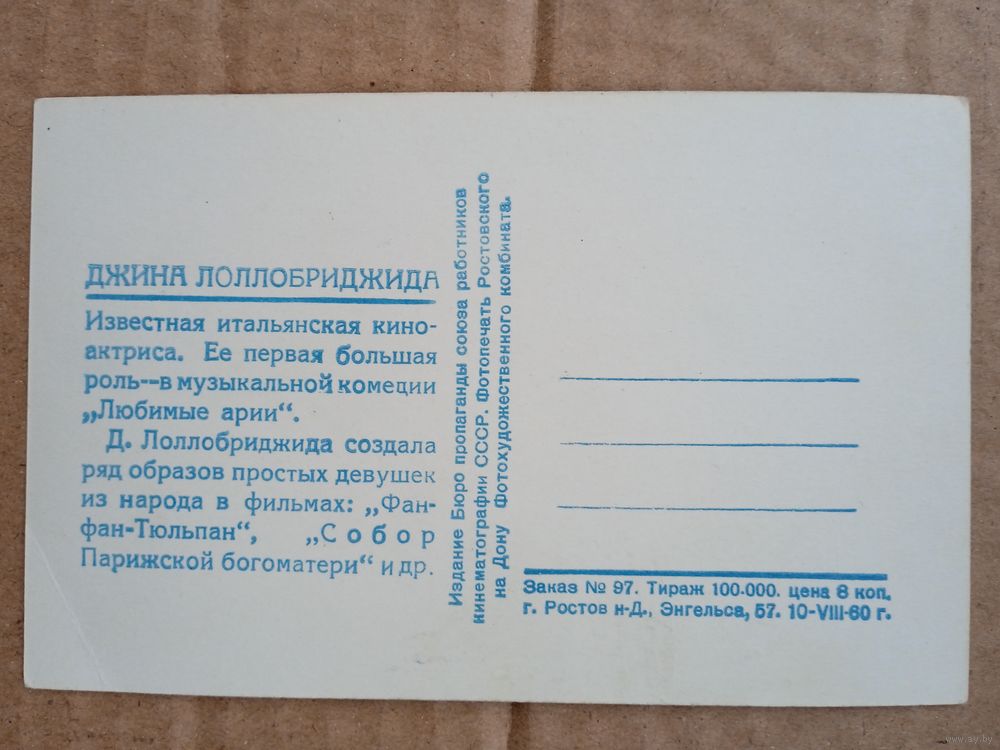 ДЖИНА ЛОЛЛОБРИДЖИДА
Известная итальянская кино-
актриса. Ее первая большая
роль--в музыкальной комеции
„Любимые арии“.
Д. Лоллобриджида создала
ряд образов простых девушек
из народа в фильмах: „Фан-
фан-Тюльпан“, „Собор
Парижской богоматери“ и др.
Издание Бюро пропаганды союза работников
кинематографии СССР. Фотопечать Ростовского
на Дону Фотохудожественного комбината.
Заказ № 97. Тираж 100.000. цена 8 коп.
г. Ростов н-Д., Энгельса, 57. 10-VIII-60 г.
www.ay.by